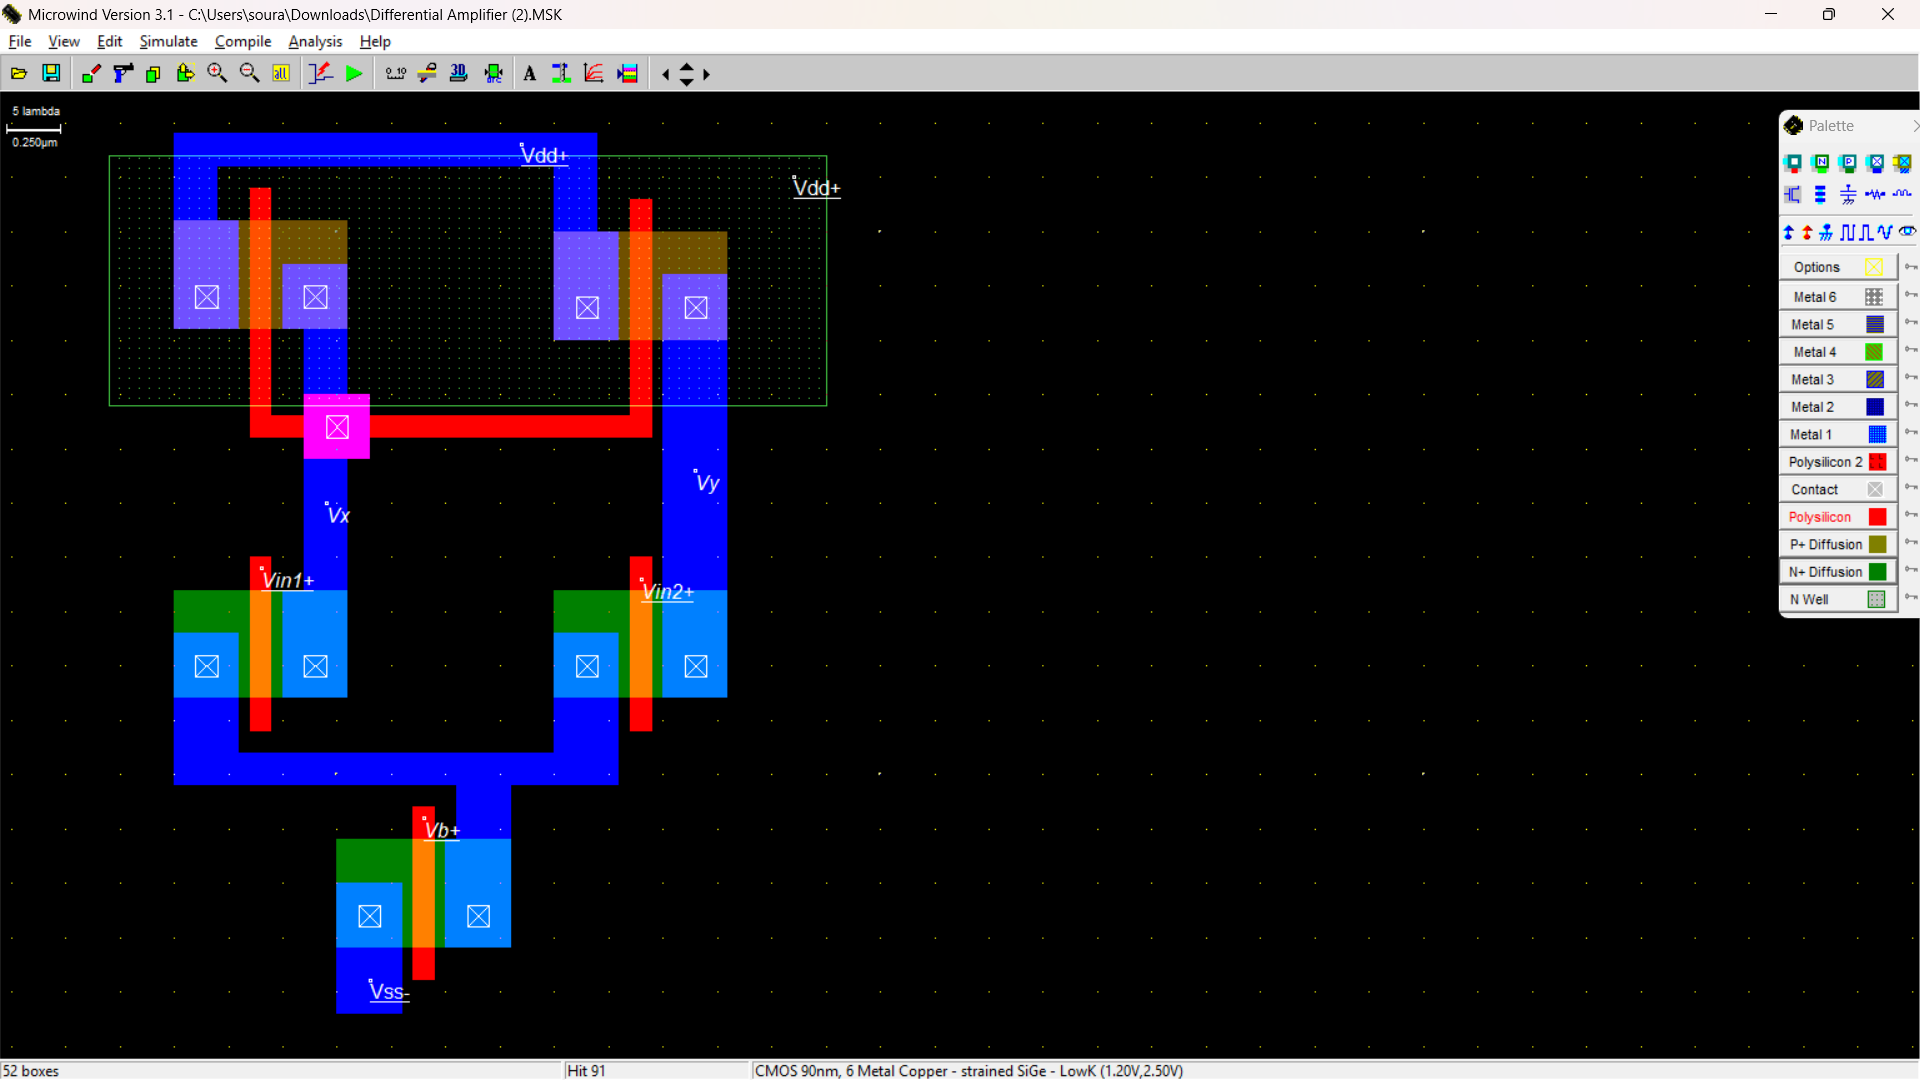 Microwind Version 3.1 - C:\Users\soura\Downloads\Differential Amplifier (2).MSK
File View Edit Simulate Compile Analysis Help
5 lambda
0.250µm
Vdd+
Vdd+
Vx
Vy
Vin1+
Vin2+
Vb+
Vss-
Palette
Options
Metal 6
Metal 5
Metal 4
Metal 3
Metal 2
Metal 1
Polysilicon 2
Contact
Polysilicon
P+ Diffusion
N+ Diffusion
N Well
52 boxes
Hit 91
CMOS 90nm, 6 Metal Copper - strained SiGe - LowK (1.20V,2.50V)